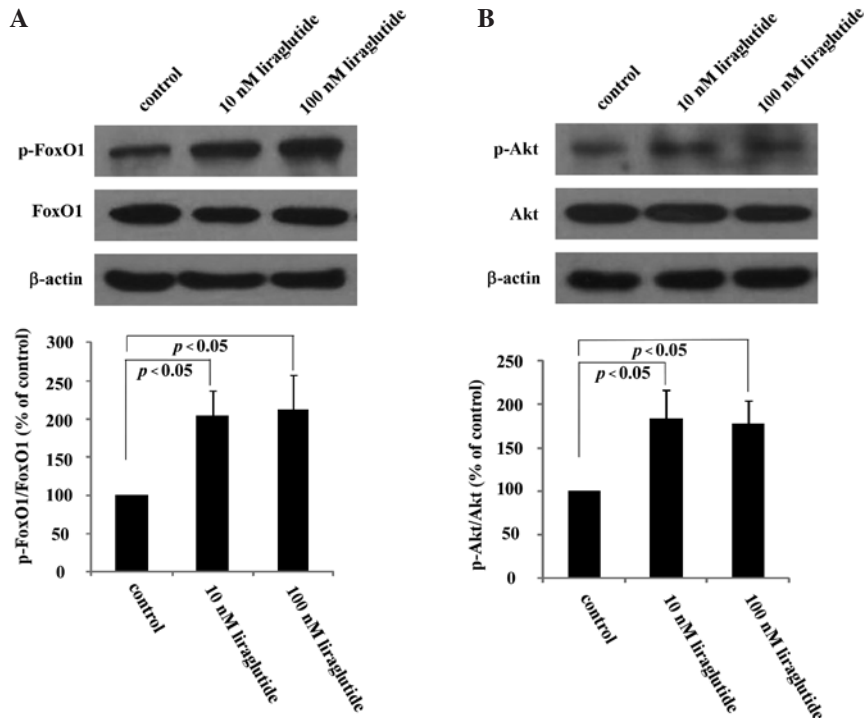 A
control
10 nM liraglutide
100 nM liraglutide
p-FoxO1
FoxO1
β-actin
p-FoxO1/FoxO1 (% of control)
300
250
200
150
100
50
0
p < 0.05
p < 0.05
control
10 nM liraglutide
100 nM liraglutide
B
control
10 nM liraglutide
100 nM liraglutide
p-Akt
Akt
β-actin
p-Akt/Akt (% of control)
250
200
150
100
50
0
p < 0.05
p < 0.05
control
10 nM liraglutide
100 nM liraglutide